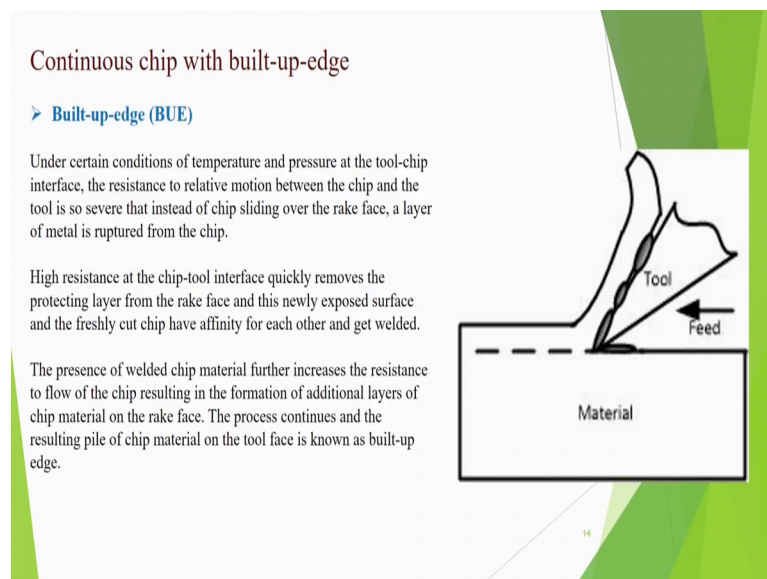 Continuous chip with built-up-edge
Built-up-edge (BUE)
Under certain conditions of temperature and pressure at the tool-chip
interface, the resistance to relative motion between the chip and the
tool is so severe that instead of chip sliding over the rake face, a layer
of metal is ruptured from the chip.
High resistance at the chip-tool interface quickly removes the
protecting layer from the rake face and this newly exposed surface
and the freshly cut chip have affinity for each other and get welded.
The presence of welded chip material further increases the resistance
to flow of the chip resulting in the formation of additional layers of
chip material on the rake face. The process continues and the
resulting pile of chip material on the tool face is known as built-up
edge.
Tool
Feed
Material
14